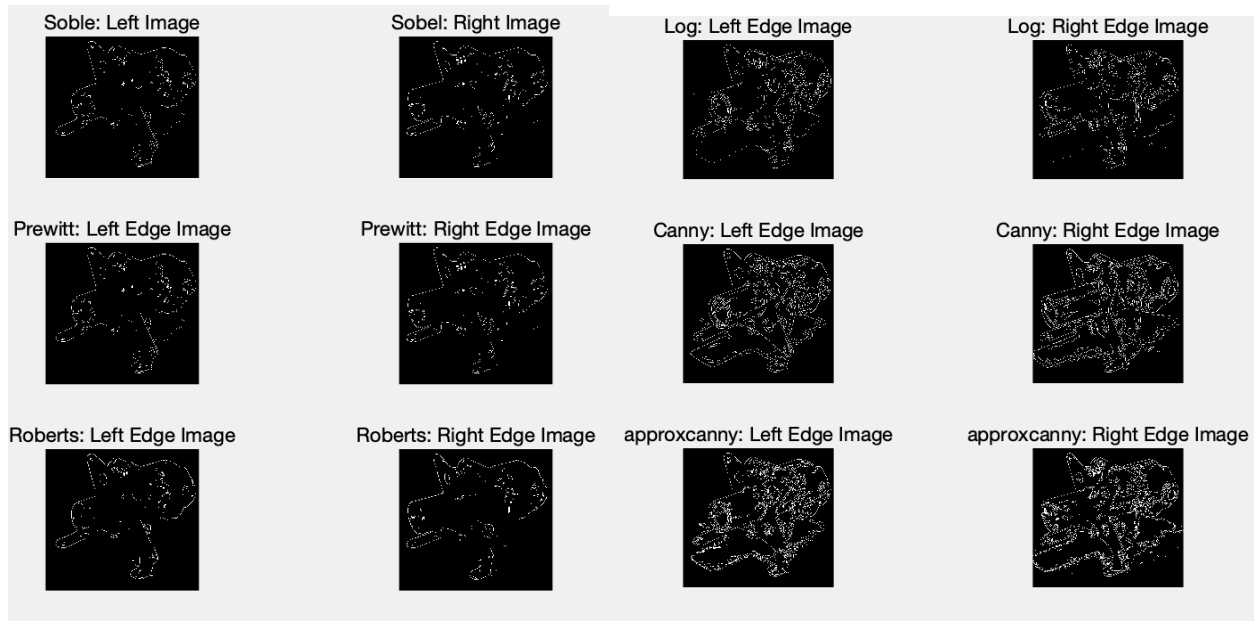 Soble: Left Image
Sobel: Right Image
Log: Left Edge Image
Log: Right Edge Image
Prewitt: Left Edge Image
Prewitt: Right Edge Image
Canny: Left Edge Image
Canny: Right Edge Image
Roberts: Left Edge Image
Roberts: Right Edge Image
approxcanny: Left Edge Image
approxcanny: Right Edge Image